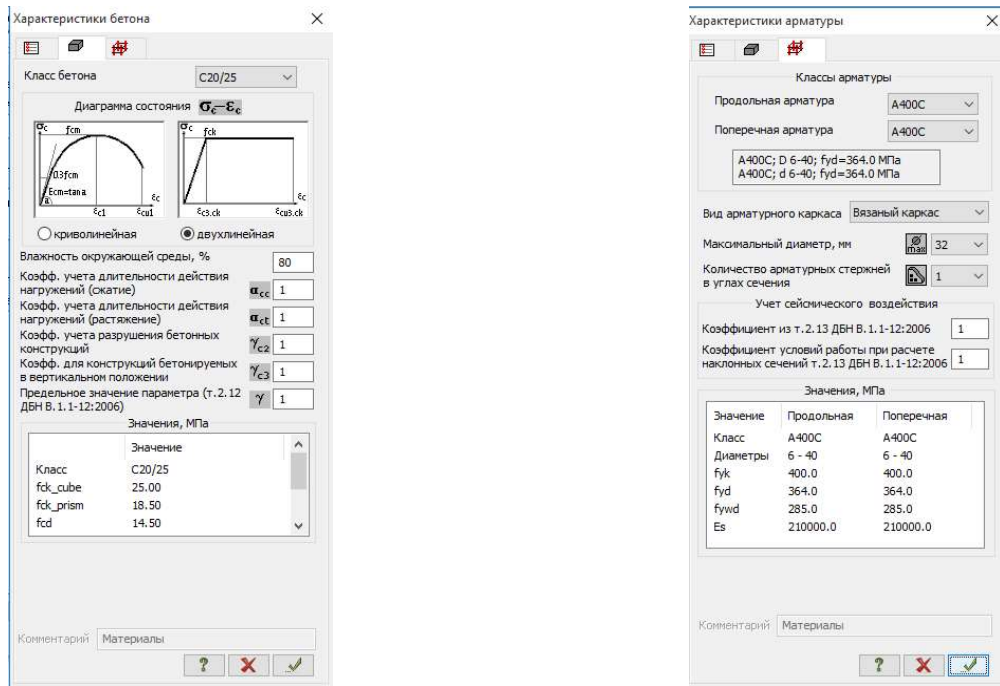 Характеристики бетона
Класс бетона C20/25
Диаграмма состояния σc-εc
σc fcm
0.3fcm
Ecm=tanα
α
εc
εc1 εcu1
σc fck
εc
εc3.ck εcu3.ck
криволинейная двухлинейная
Влажность окружающей среды, % 80
Коэфф. учета длительности действия
нагружений (сжатие) αcc 1
Коэфф. учета длительности действия
нагружений (растяжение) αct 1
Коэфф. учета разрушения бетонных
конструкций γc2 1
Коэфф. для конструкций бетонируемых
в вертикальном положении γc3 1
Предельное значение параметра (т.2.12
ДБН В.1.1-12:2006) γ 1
Значения, МПа
Значение
Класс C20/25
fck_cube 25.00
fck_prism 18.50
fcd 14.50
Комментарий Материалы
?
Характеристики арматуры
Классы арматуры
Продольная арматура A400C
Поперечная арматура A400C
A400C; D 6-40; fyd=364.0 МПа
A400C; d 6-40; fyd=364.0 МПа
Вид арматурного каркаса Вязаный каркас
Максимальный диаметр, мм ø max 32
Количество арматурных стержней
в углах сечения 1
Учет сейсмического воздействия
Коэффициент из т.2.13 ДБН В.1.1-12:2006 1
Коэффициент условий работы при расчете
наклонных сечений т.2.13 ДБН В.1.1-12:2006 1
Значения, МПа
Значение Продольная Поперечная
Класс A400C A400C
Диаметры 6 - 40 6 - 40
fyk 400.0 400.0
fyd 364.0 364.0
fywd 285.0 285.0
Es 210000.0 210000.0
Комментарий Материалы
?